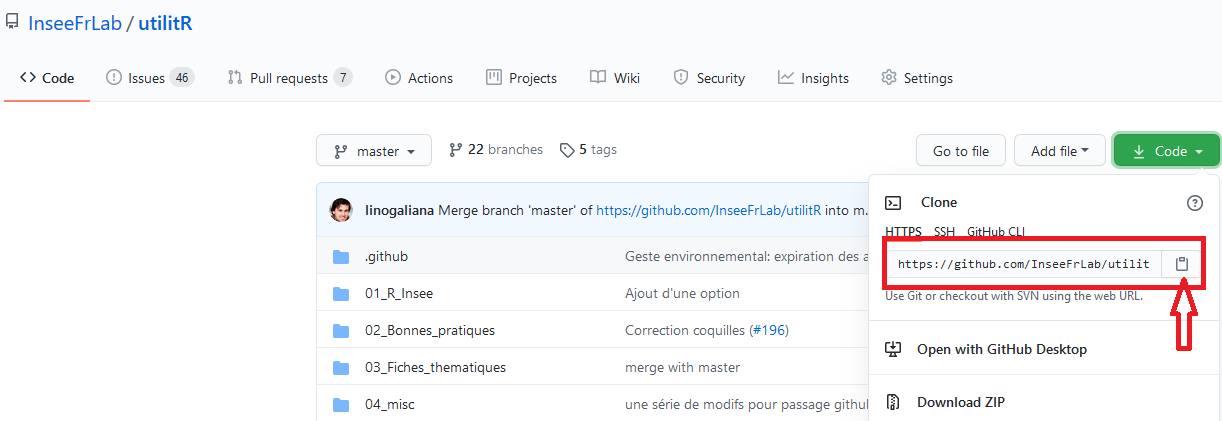 InseeFrLab / utilitR
Code Issues 46 Pull requests 7 Actions Projects Wiki Security Insights Settings
master 22 branches 5 tags Go to file Add file Code
linogaliana Merge branch 'master' of https://github.com/InseeFrLab/utilitR into m...
.github Geste environnemental: expiration des a
01_R_Insee Ajout d'une option
02_Bonnes_pratiques Correction coquilles (#196)
03_Fiches_thematiques merge with master
04_misc une série de modifs pour passage github
Clone
HTTPS SSH GitHub CLI
https://github.com/InseeFrLab/utilit
Use Git or checkout with SVN using the web URL.
Open with GitHub Desktop
Download ZIP